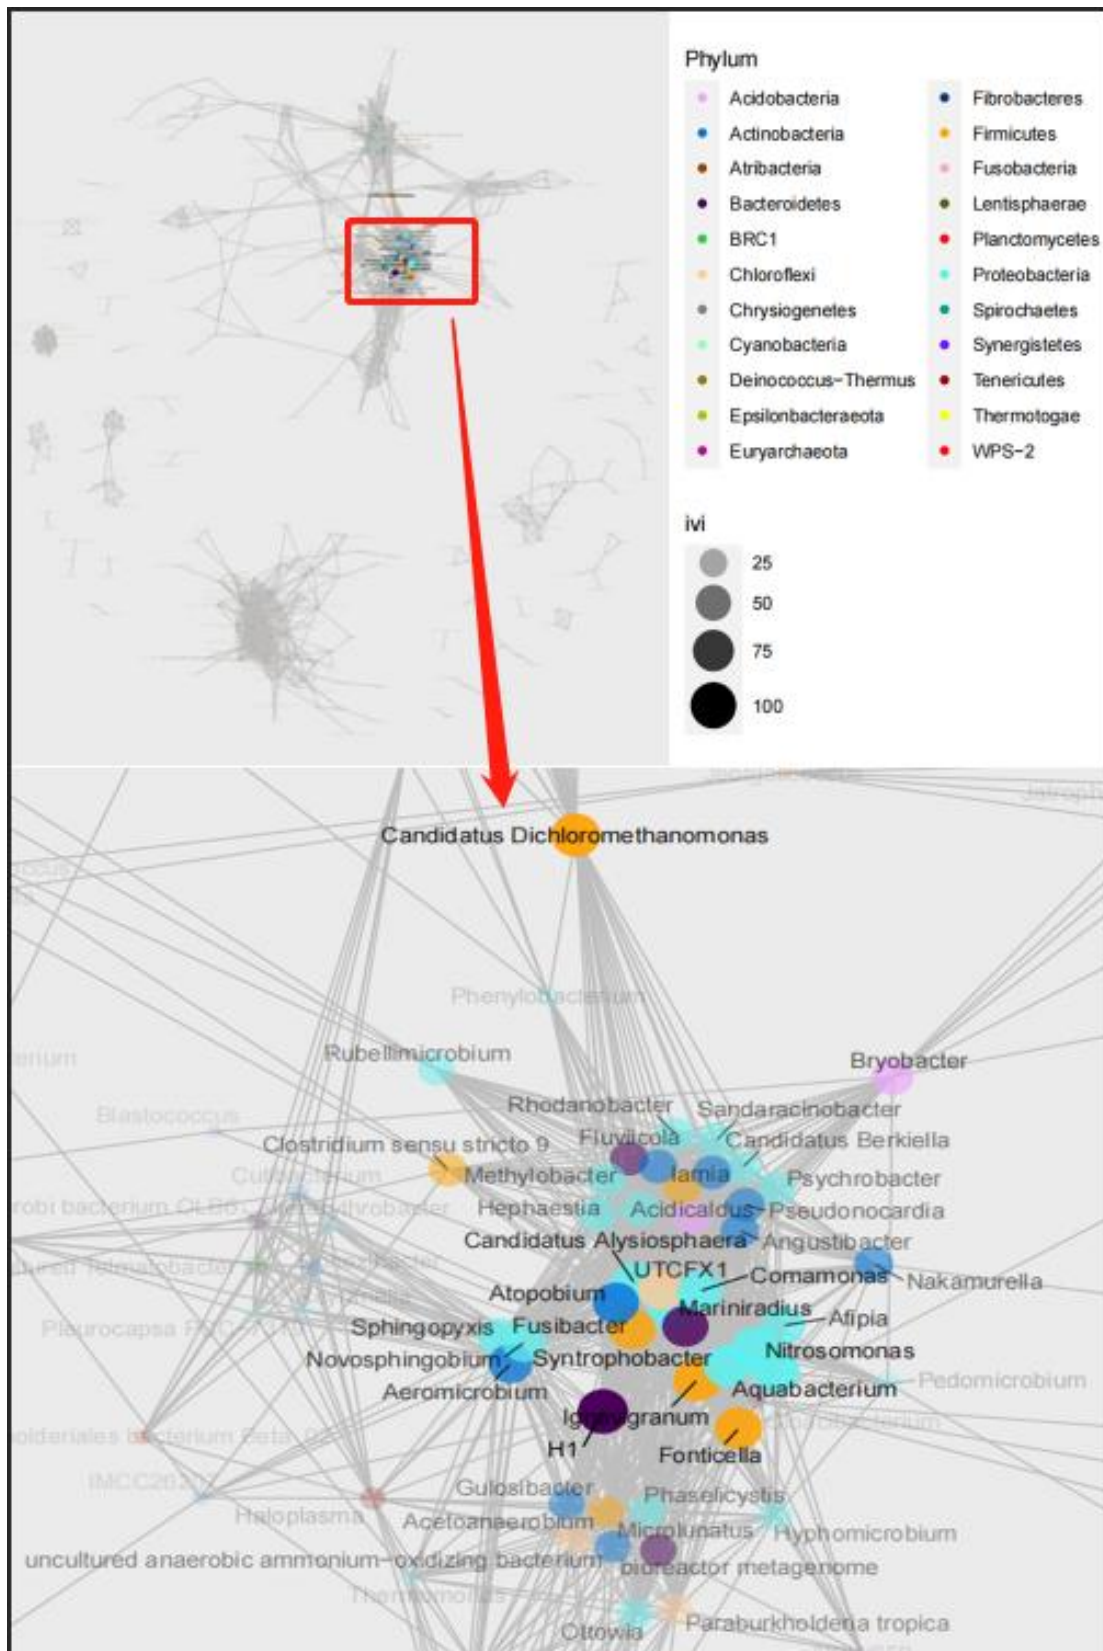 Phylum
Acidobacteria
Fibrobacteres
Actinobacteria
Firmicutes
Atribacteria
Fusobacteria
Bacteroidetes
Lentisphaerae
BRC1
Planctomycetes
Chloroflexi
Proteobacteria
Chrysiogenetes
Spirochaetes
Cyanobacteria
Synergistetes
Deinococcus-Thermus
Tenericutes
Epsilonbacteraeota
Thermotogae
Euryarchaeota
WPS-2
ivi
25
50
75
100
Candidatus Dichloromethanomonas
Phenylobacterium
Rubellimicrobium
Bryobacter
Rhodanobacter
Sandaracinobacter
Blastococcus
Fluviicola
Candidatus Berkiella
Clostridium sensu stricto 9
Methylobacter
Iamia
Psychrobacter
Hephaestia
Acidicaldus
Pseudonocardia
Candidatus Alysiosphaera
Angustibacter
UTCFX1
Comamonas
Nakamurella
Atopobium
Mariniradius
Afipia
Sphingopyxis
Fusibacter
Nitrosomonas
Novosphingobium
Syntrophobacter
Aeromicrobium
Aquabacterium
Pedomicrobium
Ignavigranum
H1
Fonticella
Gulosibacter
Phaselicystis
Haloplasma
Acetoanaerobium
Microlunatus
Hyphomicrobium
uncultured anaerobic ammonium-oxidizing bacterium
bioreactor metagenome
Thermomonas
Ottowia
Paraburkholderia tropica